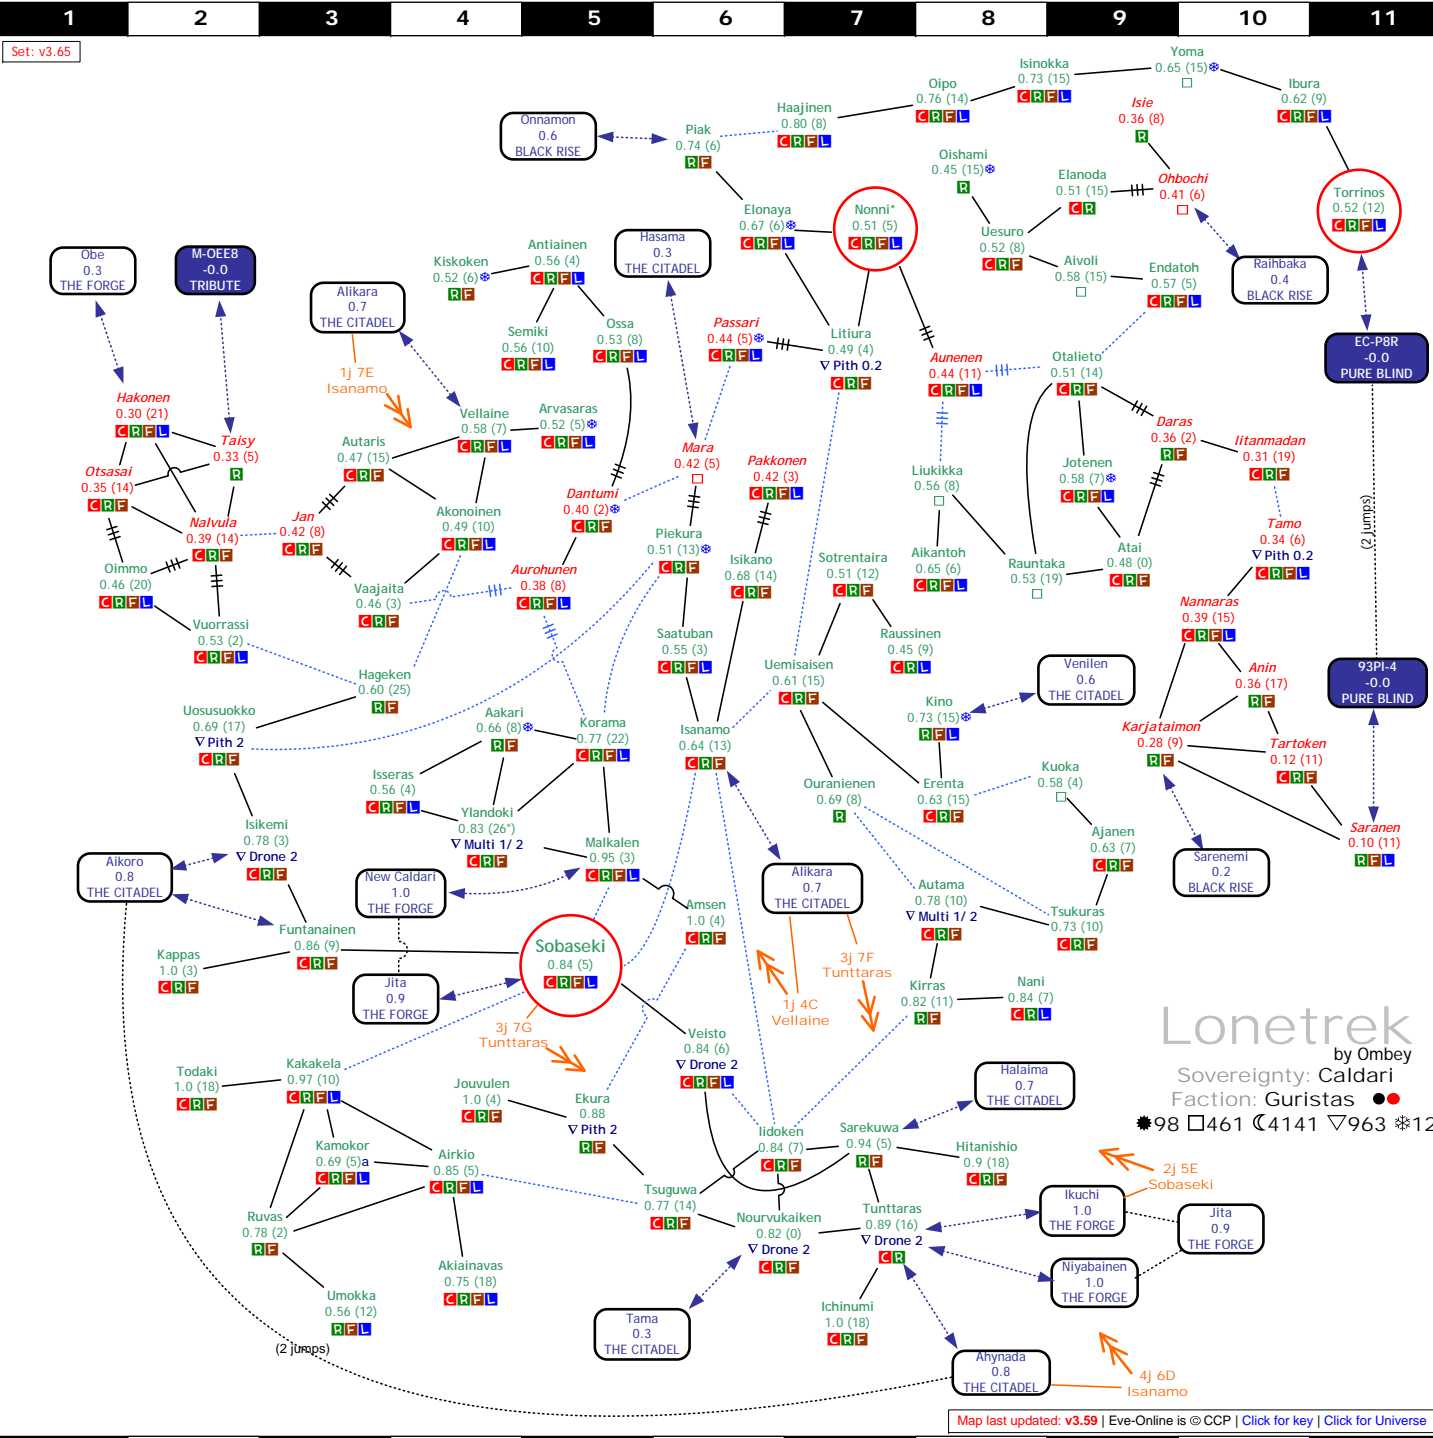 1 2 3 4 5 6 7 8 9 10 11
Set: v3.65
Yoma
0.65 (15)
Isinokka
0.73 (15)
C R F L
Oipo
0.76 (14)
C R F L
Ibura
0.62 (9)
C R F L
Haajinen
0.80 (8)
C R F L
Isie
0.36 (8)
R
Onnamon
0.6
BLACK RISE
Piak
0.74 (6)
R F
Oishami
0.45 (15)
R
Elanoda
0.51 (15)
C R
Ohbochi
0.41 (6)
Torrinos
0.52 (12)
C R F L
Elonaya
0.67 (6)
C R F L
Nonni*
0.51 (5)
C R F L
Uesuro
0.52 (8)
C R F
Obe
0.3
THE FORGE
M-OEE8
-0.0
TRIBUTE
Kiskoken
0.52 (6)
R F
Antiainen
0.56 (4)
C R F L
Hasama
0.3
THE CITADEL
Aivoli
0.58 (15)
Endatoh
0.57 (5)
C R F L
Raihbaka
0.4
BLACK RISE
Alikara
0.7
THE CITADEL
Semiki
0.56 (10)
C R F L
Ossa
0.53 (8)
C R F L
Passari
0.44 (5)
C R F L
Litiura
0.49 (4)
∇ Pith 0.2
C R F
Aunenen
0.44 (11)
C R F L
Otalieto
0.51 (14)
C R F
EC-P8R
-0.0
PURE BLIND
1j 7E
Isanamo
Hakonen
0.30 (21)
C R F L
Taisy
0.33 (5)
R
Vellaine
0.58 (7)
C R F L
Arvasaras
0.52 (5)
C R F L
Autaris
0.47 (15)
C R F
Mara
0.42 (5)
Pakkonen
0.42 (3)
C R F L
Daras
0.36 (2)
R F
Iitanmadan
0.31 (19)
C R F
Otsasai
0.35 (14)
C R F
Liukikka
0.56 (8)
Jotenen
0.58 (7)
C R F L
Dantumi
0.40 (2)
C R F
Nalvula
0.39 (14)
C R F
Jan
0.42 (8)
C R F
Akonoinen
0.49 (10)
C R F L
Piekura
0.51 (13)
C R F
Tamo
0.34 (6)
∇ Pith 0.2
C R F L
(2 jumps)
Oimmo
0.46 (20)
C R F L
Aurohunen
0.38 (8)
C R F L
Isikano
0.68 (14)
C R F
Sotrentaira
0.51 (12)
C R F
Aikantoh
0.65 (6)
C R F L
Rauntaka
0.53 (19)
Atai
0.48 (0)
C R F
Vaajaita
0.46 (3)
C R F
Nannaras
0.39 (15)
C R F L
Vuorrassi
0.53 (2)
C R F L
Saatuban
0.55 (3)
C R F L
Raussinen
0.45 (9)
C R L
Hageken
0.60 (25)
R F
Uemisaisen
0.61 (15)
C R F
Venilen
0.6
THE CITADEL
Anin
0.36 (17)
R F
93PI-4
-0.0
PURE BLIND
Uosusuokko
0.69 (17)
∇ Pith 2
C R F
Aakari
0.66 (8)
R F
Korama
0.77 (22)
C R F L
Isanamo
0.64 (13)
C R F
Kino
0.73 (15)
R F L
Karjataimon
0.28 (9)
R F
Tartoken
0.12 (11)
C R F
Isseras
0.56 (4)
C R F L
Ouranienen
0.69 (8)
R
Erenta
0.63 (15)
C R F
Kuoka
0.58 (4)
Isikemi
0.78 (3)
∇ Drone 2
C R F
Ylandoki
0.83 (26*)
∇ Multi 1/ 2
C R F
Malkalen
0.95 (3)
C R F L
Ajanen
0.63 (7)
C R F
Saranen
0.10 (11)
R F L
Aikoro
0.8
THE CITADEL
New Caldari
1.0
THE FORGE
Alikara
0.7
THE CITADEL
Sarenemi
0.2
BLACK RISE
Amsen
1.0 (4)
C R F
Autama
0.78 (10)
∇ Multi 1/ 2
C R F
Tsukuras
0.73 (10)
C R F
Funtanainen
0.86 (9)
C R F
Kappas
1.0 (3)
C R F
Sobaseki
0.84 (5)
C R F L
Jita
0.9
THE FORGE
3j 7F
Tunttaras
1j 4C
Vellaine
Kirras
0.82 (11)
R F
Nani
0.84 (7)
C R L
3j 7G
Tunttaras
Veisto
0.84 (6)
∇ Drone 2
C R F L
Lonetrek
by Ombey
Sovereignty: Caldari
Faction: Guristas
98 461 4141 963 12
Todaki
1.0 (18)
C R F
Kakakela
0.97 (10)
C R F L
Jouvulen
1.0 (4)
C R F
Ekura
0.88
∇ Pith 2
R F
Halaima
0.7
THE CITADEL
Iidoken
0.84 (7)
C R F
Sarekuwa
0.94 (5)
R F
Hitanishio
0.9 (18)
C R F
Kamokor
0.69 (5)a
C R F L
Airkio
0.85 (5)
C R F L
2j 5E
Sobaseki
Tsuguwa
0.77 (14)
C R F
Ikuchi
1.0
THE FORGE
Jita
0.9
THE FORGE
Ruvas
0.78 (2)
R F
Nourvukaiken
0.82 (0)
∇ Drone 2
C R F
Tunttaras
0.89 (16)
∇ Drone 2
C R
Niyabainen
1.0
THE FORGE
Akiainavas
0.75 (18)
C R F L
Umokka
0.56 (12)
R F L
Tama
0.3
THE CITADEL
Ichinumi
1.0 (18)
C R F
(2 jumps)
Ahynada
0.8
THE CITADEL
4j 6D
Isanamo
Map last updated: v3.59 | Eve-Online is © CCP | Click for key | Click for Universe